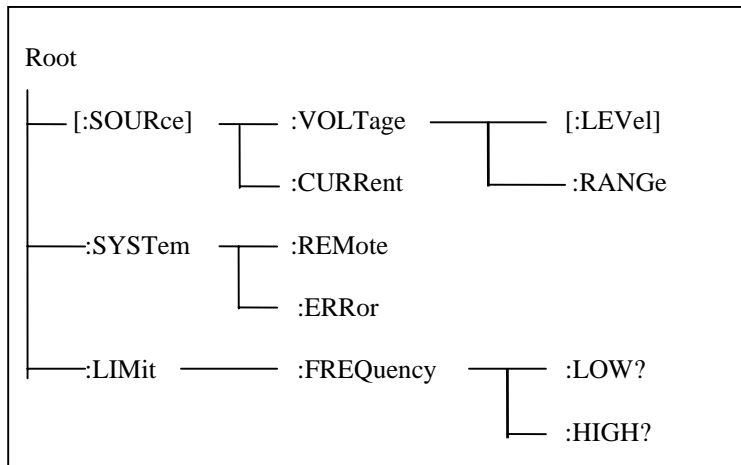 Root
[:SOURce] :VOLTage [:LEVel]
:CURRent :RANGe
:SYSTem :REMote
:ERRor
:LIMit :FREQuency :LOW?
:HIGH?